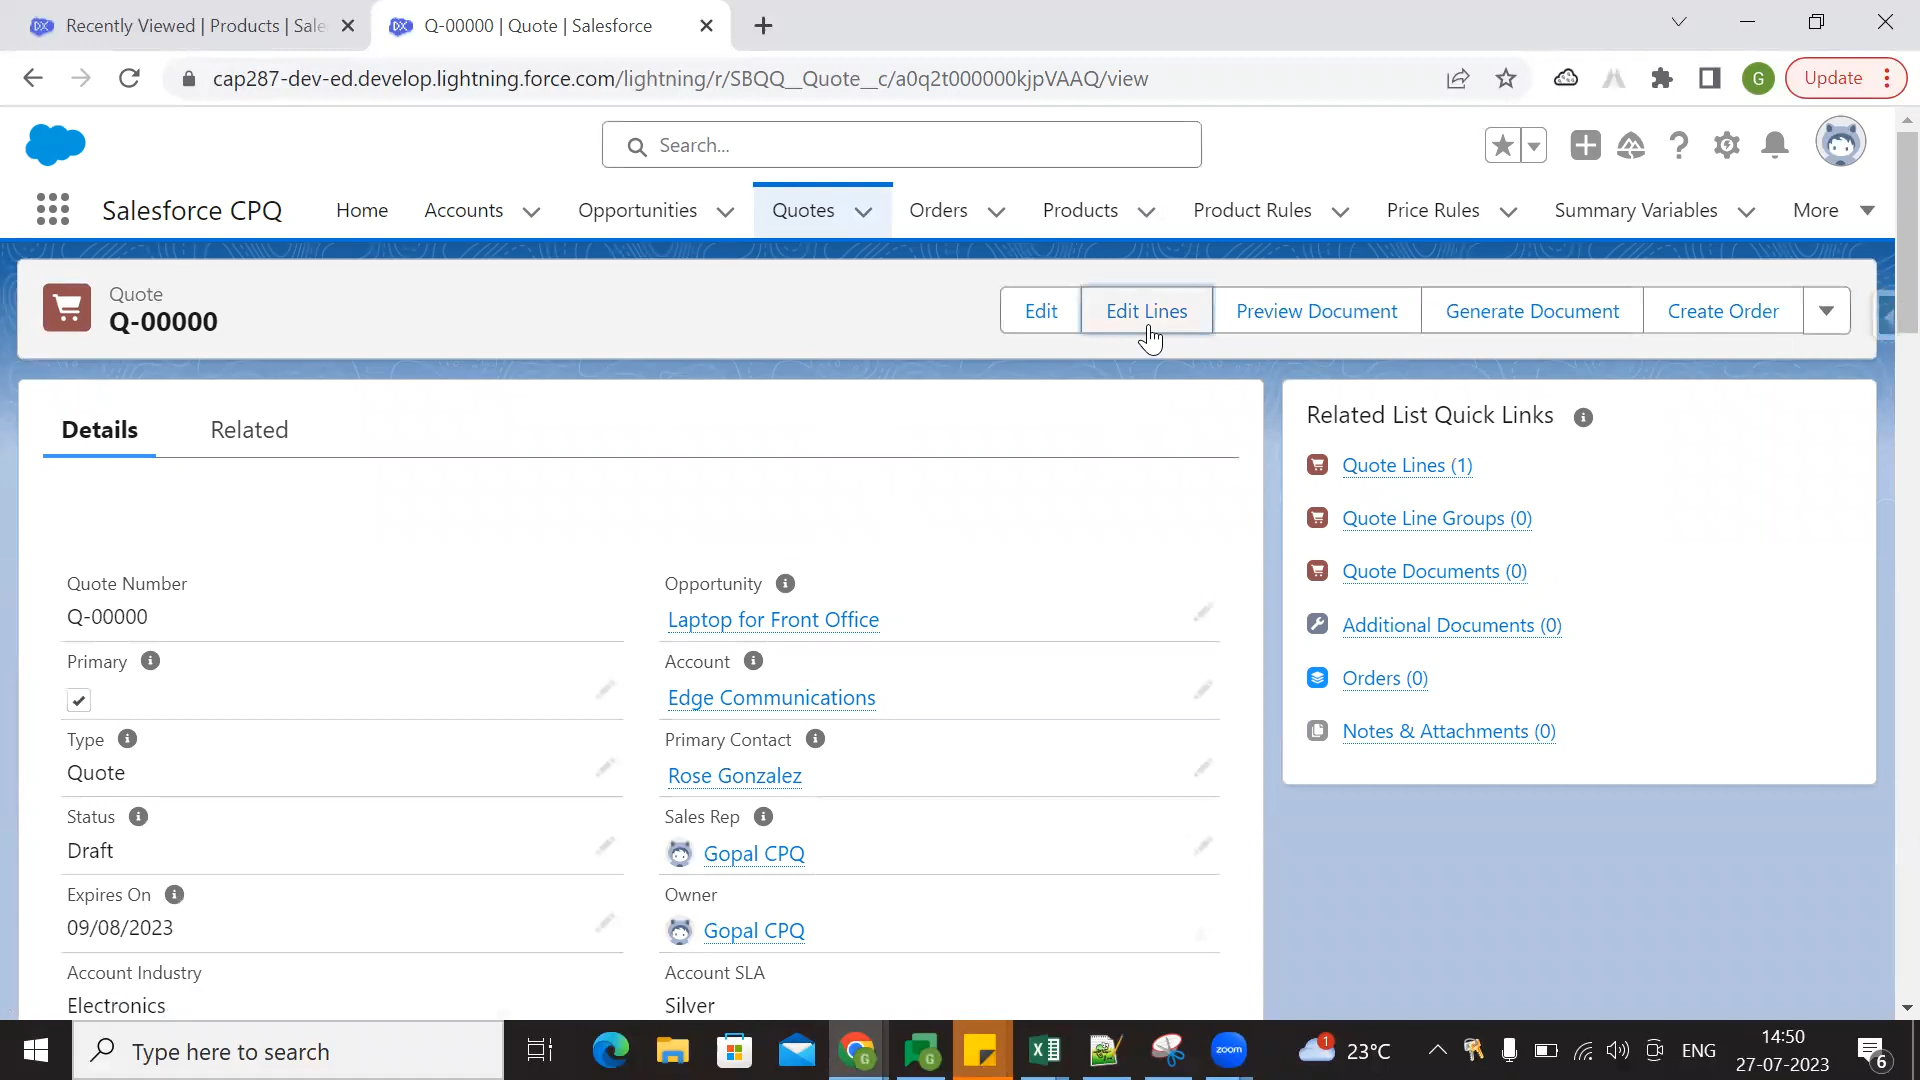 Recently Viewed | Products | Sale
Q-00000 | Quote | Salesforce
cap287-dev-ed.develop.lightning.force.com/lightning/r/SBQQ__Quote__c/a0q2t000000kjpVAAQ/view
G
Update
Search...
Salesforce CPQ
Home
Accounts
Opportunities
Quotes
Orders
Products
Product Rules
Price Rules
Summary Variables
More
Quote
Q-00000
Edit
Edit Lines
Preview Document
Generate Document
Create Order
Details
Related
Related List Quick Links
Quote Lines (1)
Quote Line Groups (0)
Quote Documents (0)
Additional Documents (0)
Orders (0)
Notes & Attachments (0)
Quote Number
Q-00000
Opportunity
Laptop for Front Office
Primary
Account
Edge Communications
Type
Quote
Primary Contact
Rose Gonzalez
Status
Draft
Sales Rep
Gopal CPQ
Expires On
09/08/2023
Owner
Gopal CPQ
Account Industry
Electronics
Account SLA
Silver
Type here to search
G
G
zoom
1
23°C
ENG
14:50
27-07-2023
6